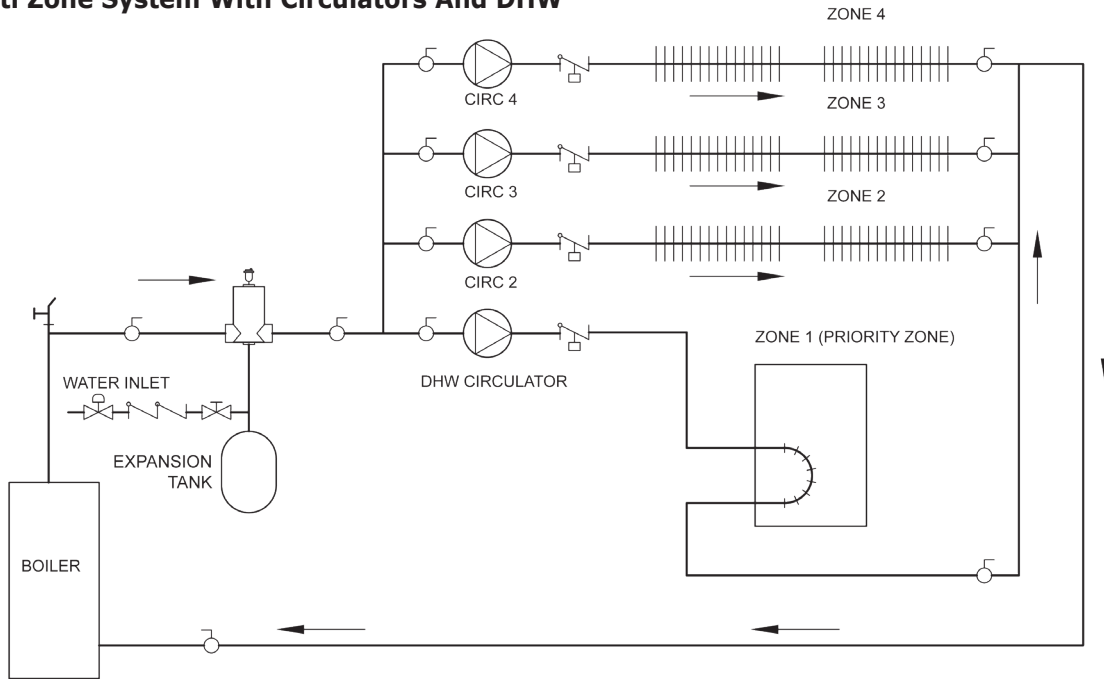 ti Zone System With Circulators And DHW
ZONE 4
CIRC 4
ZONE 3
CIRC 3
ZONE 2
CIRC 2
ZONE 1 (PRIORITY ZONE)
DHW CIRCULATOR
WATER INLET
EXPANSION
TANK
BOILER